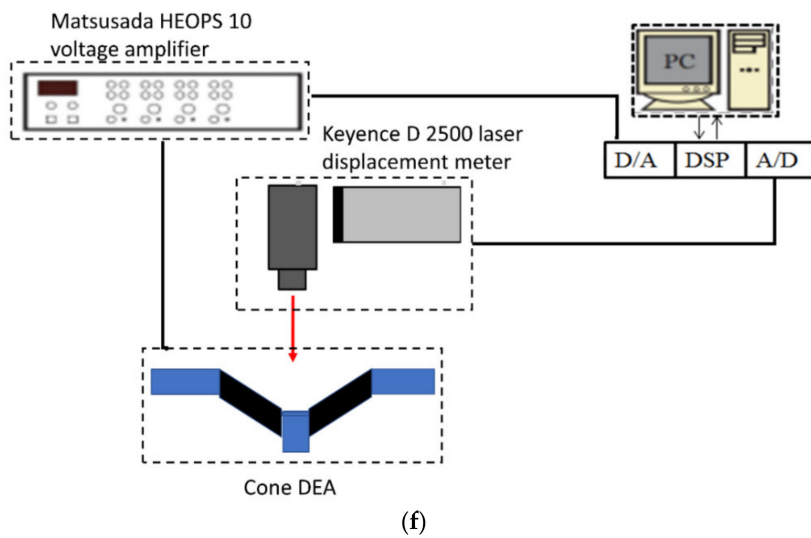 Matsusada HEOPS 10
voltage amplifier
PC
Keyence D 2500 laser
displacement meter
D/A DSP A/D
Cone DEA
(f)